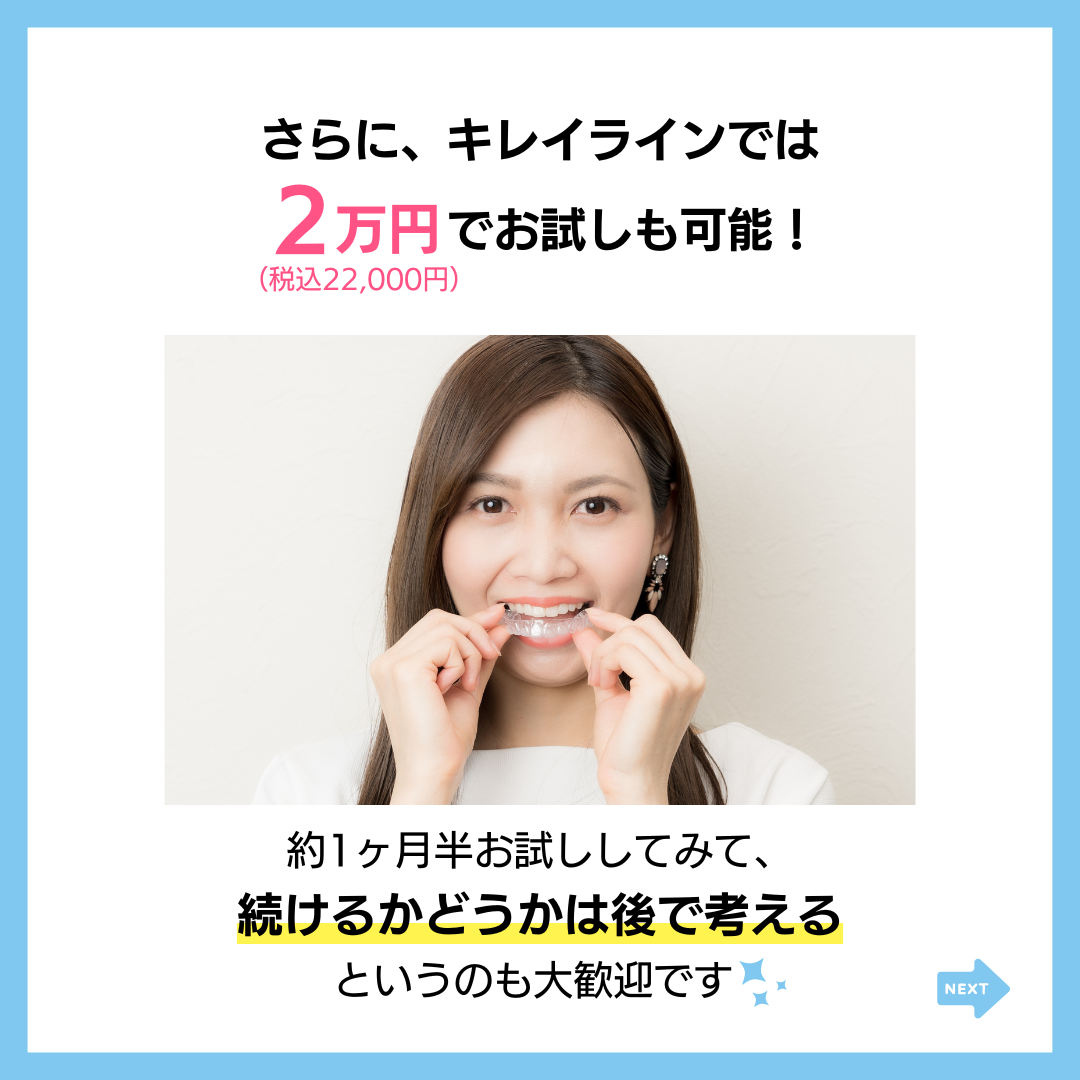 さらに、キレイラインでは
2万円でお試しも可能！
（税込22,000円）
約1ヶ月半お試ししてみて、
続けるかどうかは後で考える
というのも大歓迎です
NEXT